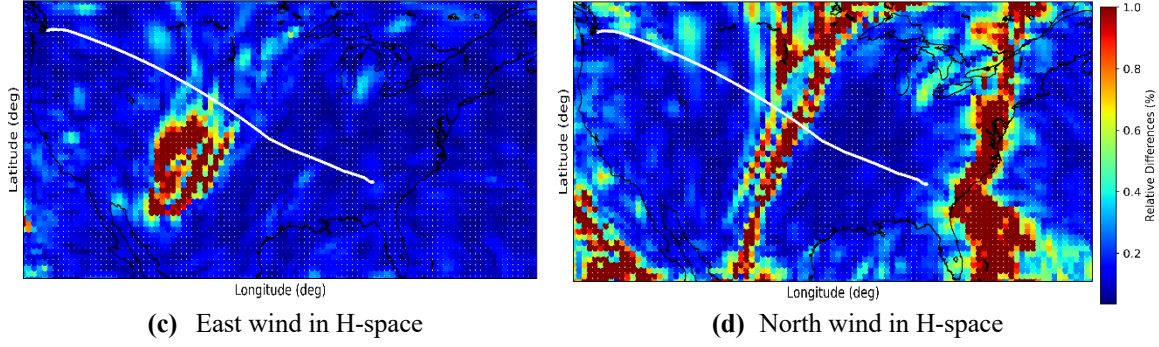 Latitude (deg)
Longitude (deg)
(c) East wind in H-space
Latitude (deg)
Longitude (deg)
(d) North wind in H-space
1.0
0.8
0.6
0.4
0.2
Relative Differences (%)